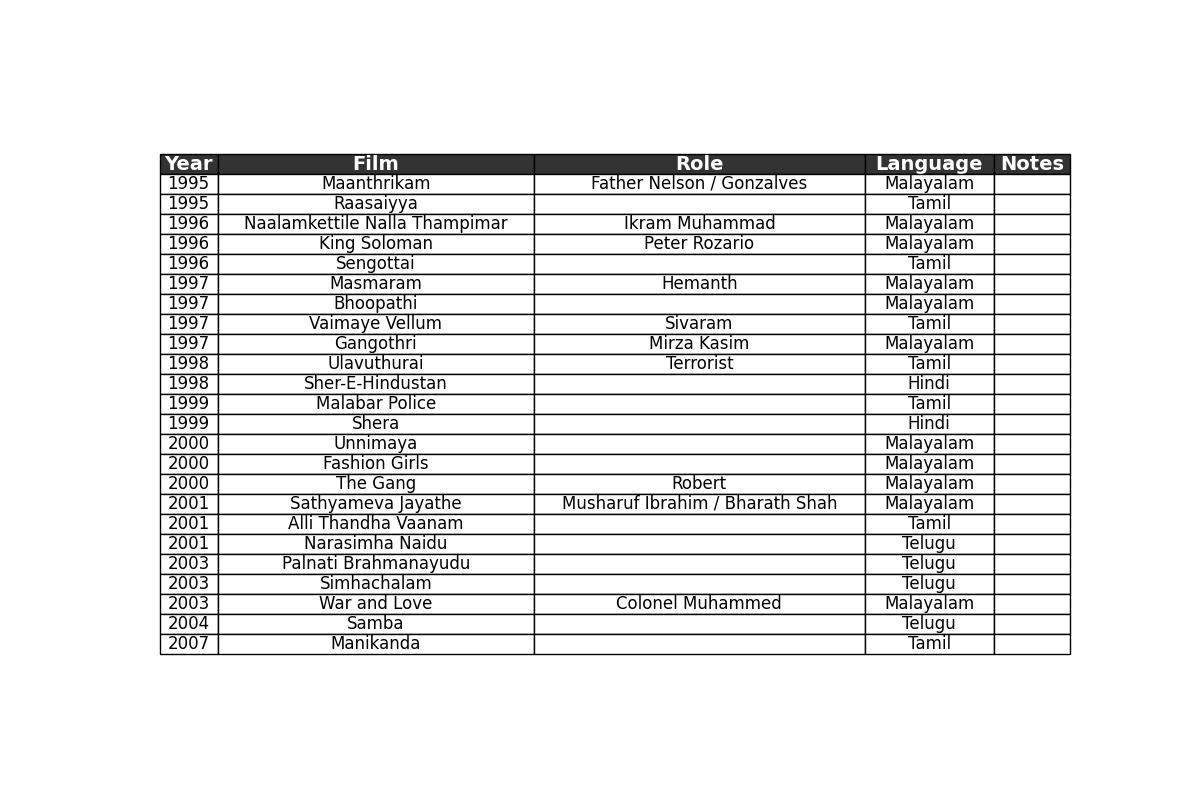 Year Film Role Language Notes
1995 Maanthrikam Father Nelson / Gonzalves Malayalam
1995 Raasaiyya Tamil
1996 Naalamkettile Nalla Thampimar Ikram Muhammad Malayalam
1996 King Soloman Peter Rozario Malayalam
1996 Sengottai Tamil
1997 Masmaram Hemanth Malayalam
1997 Bhoopathi Malayalam
1997 Vaimaye Vellum Sivaram Tamil
1997 Gangothri Mirza Kasim Malayalam
1998 Ulavuthurai Terrorist Tamil
1998 Sher-E-Hindustan Hindi
1999 Malabar Police Tamil
1999 Shera Hindi
2000 Unnimaya Malayalam
2000 Fashion Girls Malayalam
2000 The Gang Robert Malayalam
2001 Sathyameva Jayathe Musharuf Ibrahim / Bharath Shah Malayalam
2001 Alli Thandha Vaanam Tamil
2001 Narasimha Naidu Telugu
2003 Palnati Brahmanayudu Telugu
2003 Simhachalam Telugu
2003 War and Love Colonel Muhammed Malayalam
2004 Samba Telugu
2007 Manikanda Tamil